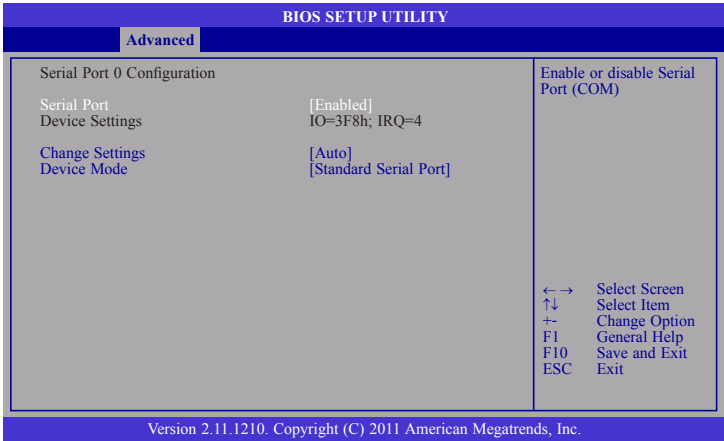 BIOS SETUP UTILITY
Advanced
Serial Port 0 Configuration
Serial Port [Enabled]
Device Settings IO=3F8h; IRQ=4
Change Settings [Auto]
Device Mode [Standard Serial Port]
Enable or disable Serial
Port (COM)
←→ Select Screen
↑↓ Select Item
+- Change Option
F1 General Help
F10 Save and Exit
ESC Exit
Version 2.11.1210. Copyright (C) 2011 American Megatrends, Inc.